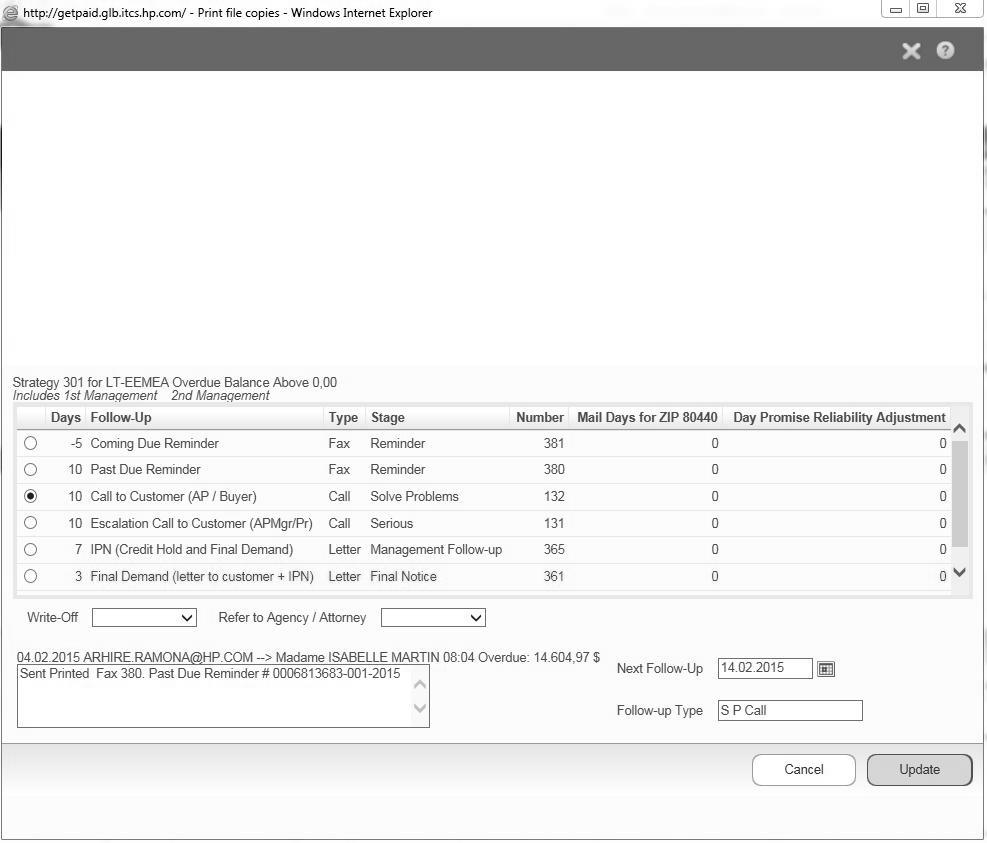 http://getpaid.glb.itcs.hp.com/ - Print file copies - Windows Internet Explorer
Strategy 301 for LT-EEMEA Overdue Balance Above 0,00
Includes 1st Management 2nd Management
Days Follow-Up Type Stage Number Mail Days for ZIP 80440 Day Promise Reliability Adjustment
-5 Coming Due Reminder Fax Reminder 381 0 0
10 Past Due Reminder Fax Reminder 380 0 0
10 Call to Customer (AP / Buyer) Call Solve Problems 132 0 0
10 Escalation Call to Customer (APMgr/Pr) Call Serious 131 0 0
7 IPN (Credit Hold and Final Demand) Letter Management Follow-up 365 0 0
3 Final Demand (letter to customer + IPN) Letter Final Notice 361 0 0
Write-Off Refer to Agency / Attorney
04.02.2015 ARHIRE.RAMONA@HP.COM --> Madame ISABELLE MARTIN 08:04 Overdue: 14.604,97 $
Sent Printed Fax 380. Past Due Reminder # 0006813683-001-2015
Next Follow-Up 14.02.2015
Follow-up Type S P Call
Cancel Update